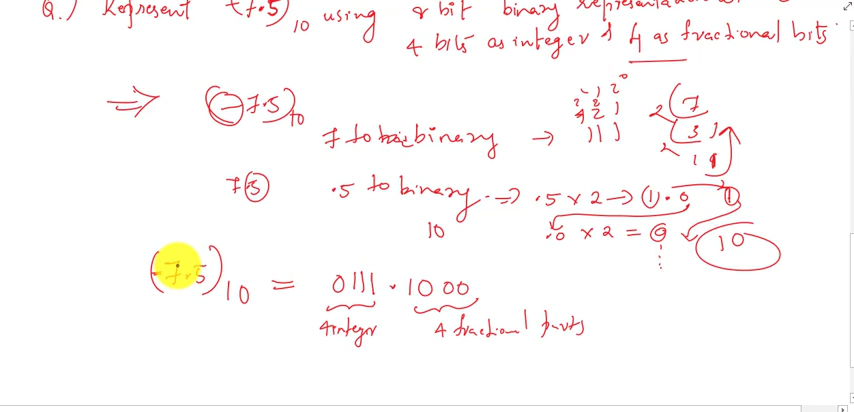 Q.) Represent (-7.5)10 using 8 bit binary representation
4 bits as integer & 4 as fractional bits
⇒ (-7.5)10
7 to binary → 111
2 7
2 3 1
1 1
7.5 .5 to binary ⇒ .5 x 2 → 1.0 1
10 .0 x 2 = 0 10
(-7.5)10 = 0111.1000
4 integer 4 fractional parts